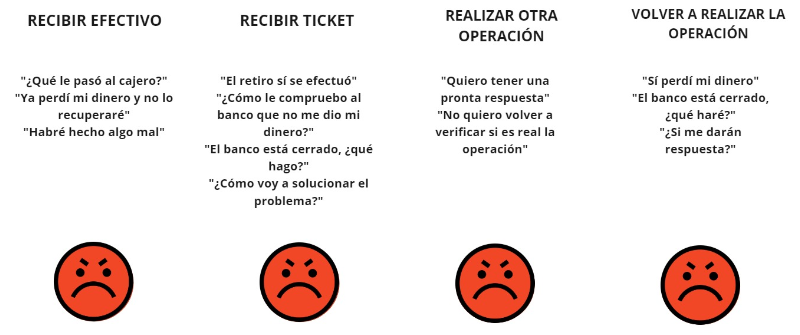 RECIBIR EFECTIVO
"¿Qué le pasó al cajero?"
"Ya perdí mi dinero y no lo
recuperaré"
"Habré hecho algo mal"
RECIBIR TICKET
"El retiro sí se efectuó"
"¿Cómo le compruebo al
banco que no me dio mi
dinero?"
"El banco está cerrado, ¿qué
hago?"
"¿Cómo voy a solucionar el
problema?"
REALIZAR OTRA
OPERACIÓN
"Quiero tener una
pronta respuesta"
"No quiero volver a
verificar si es real la
operación"
VOLVER A REALIZAR LA
OPERACIÓN
"Sí perdí mi dinero"
"El banco está cerrado,
¿qué haré?"
"¿Si me darán
respuesta?"